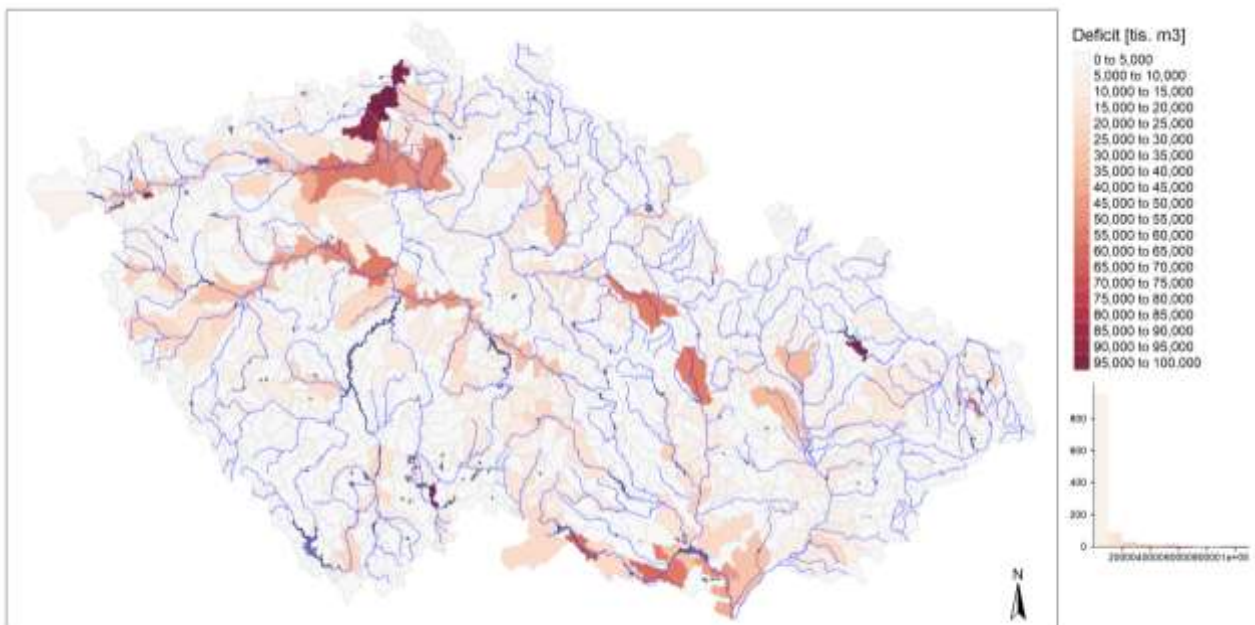 Deficit [tis. m3]
0 to 5,000
5,000 to 10,000
10,000 to 15,000
15,000 to 20,000
20,000 to 25,000
25,000 to 30,000
30,000 to 35,000
35,000 to 40,000
40,000 to 45,000
45,000 to 50,000
50,000 to 55,000
55,000 to 60,000
60,000 to 65,000
65,000 to 70,000
70,000 to 75,000
75,000 to 80,000
80,000 to 85,000
85,000 to 90,000
90,000 to 95,000
95,000 to 100,000
800
600
400
200
0
N